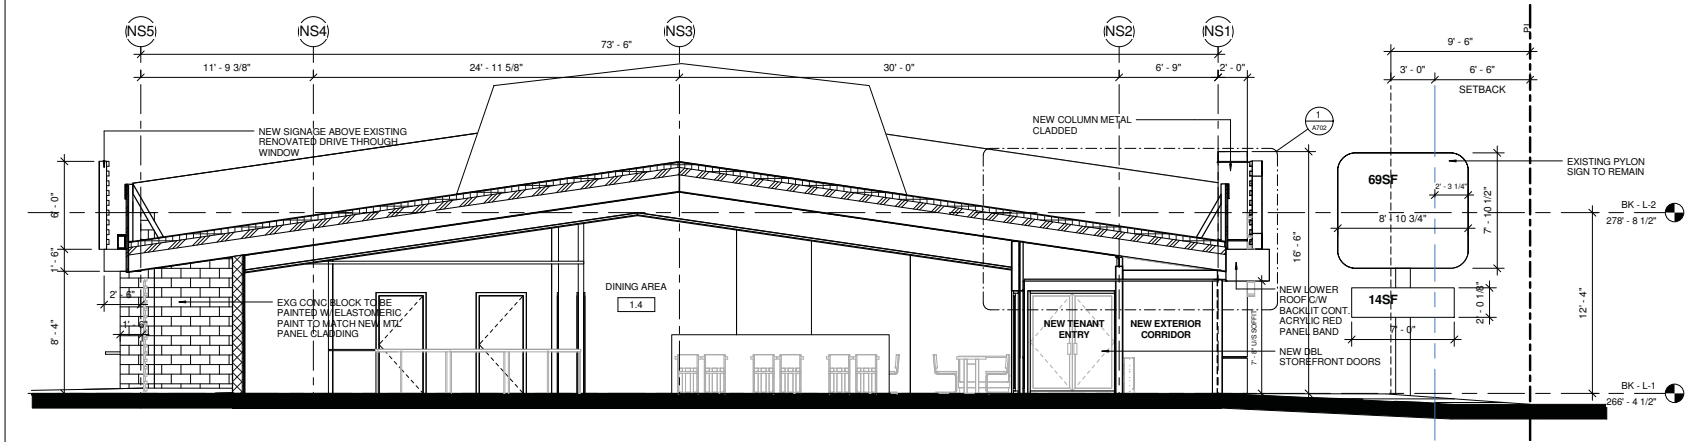 NS5
NS4
NS3
NS2
NS1
PL
73' - 6"
9' - 6"
11' - 9 3/8"
24' - 11 5/8"
30' - 0"
6' - 9"
2' - 0"
3' - 0"
6' - 6"
SETBACK
NEW SIGNAGE ABOVE EXISTING
RENOVATED DRIVE THROUGH
WINDOW
NEW COLUMN METAL
CLADDED
1
A702
EXISTING PYLON
SIGN TO REMAIN
69SF
2' - 3 1/4"
8' - 10 3/4"
7' - 10 1/2"
BK - L-2
278' - 8 1/2"
6' - 0"
1' - 6"
8' - 4"
2' - 6"
16' - 6"
DINING AREA
1.4
EXG CONC BLOCK TO BE
PAINTED W/ ELASTOMERIC
PAINT TO MATCH NEW MTL
PANEL CLADDING
NEW TENANT
ENTRY
NEW EXTERIOR
CORRIDOR
7' - 8" U/S SOFFIT
NEW LOWER
ROOF C/W
BACKLIT CONT.
ACRYLIC RED
PANEL BAND
NEW DBL
STOREFRONT DOORS
14SF
7' - 0"
2' - 0 1/8"
12' - 4"
BK - L-1
266' - 4 1/2"